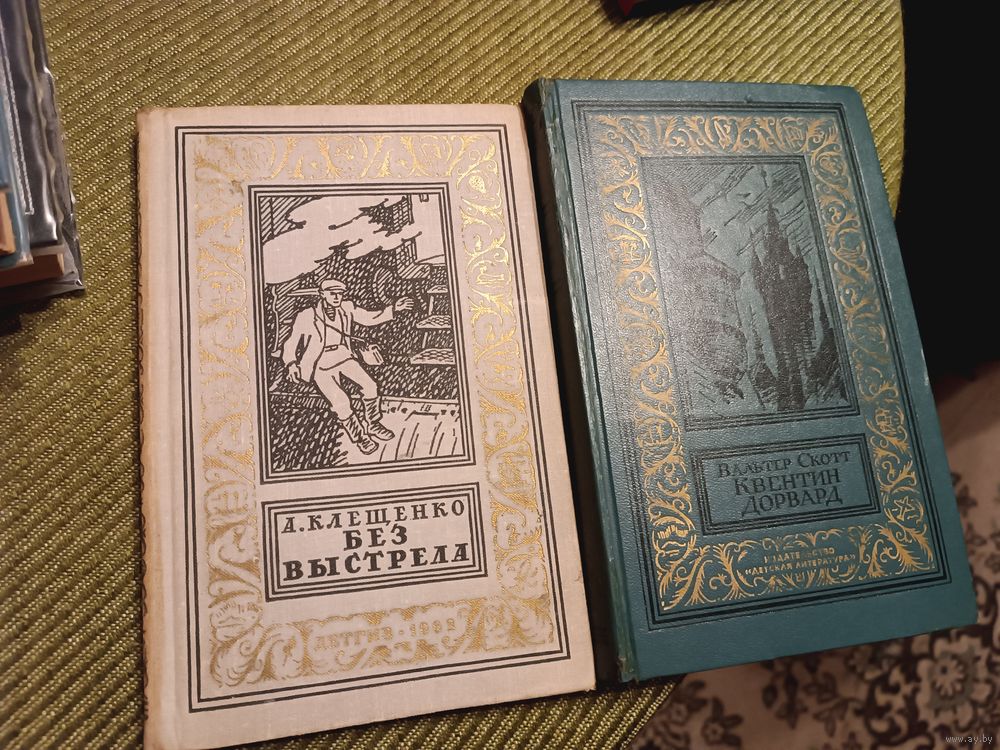 А. КЛЕЩЕНКО
БЕЗ
ВЫСТРЕЛА
ДЕТГИЗ · 1962
ВАЛЬТЕР СКОТТ
КВЕНТИН
ДОРВАРД
ИЗДАТЕЛЬСТВО
«ДЕТСКАЯ ЛИТЕРАТУРА»
www.ay.by